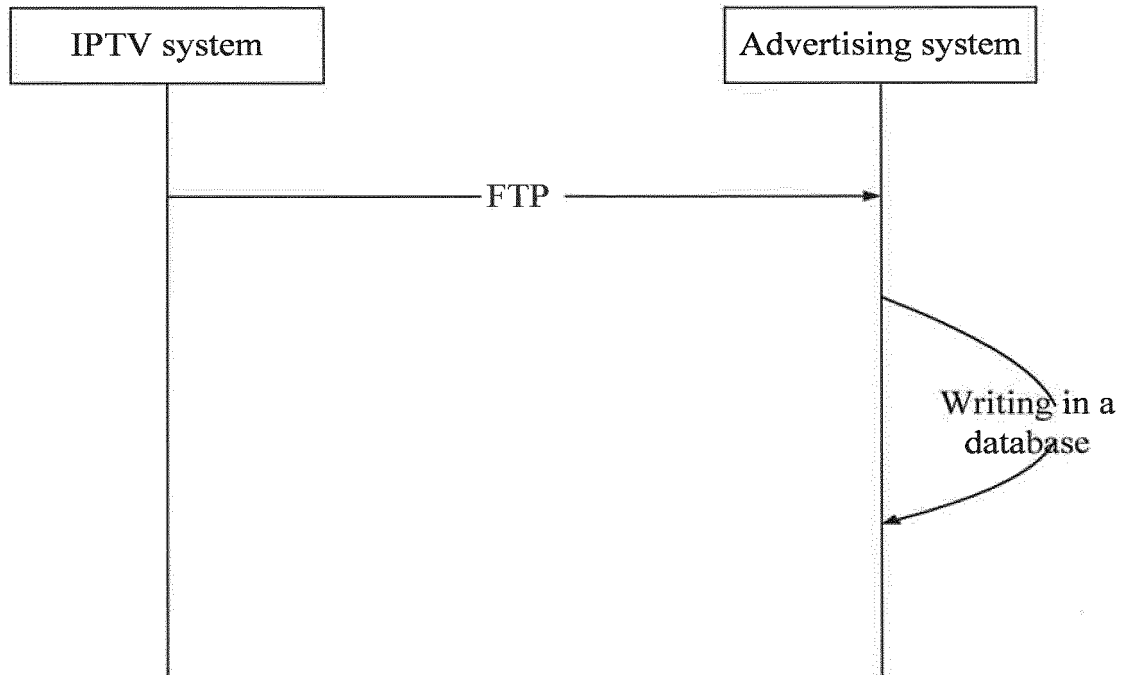 IPTV system
Advertising system
FTP
Writing in a
database